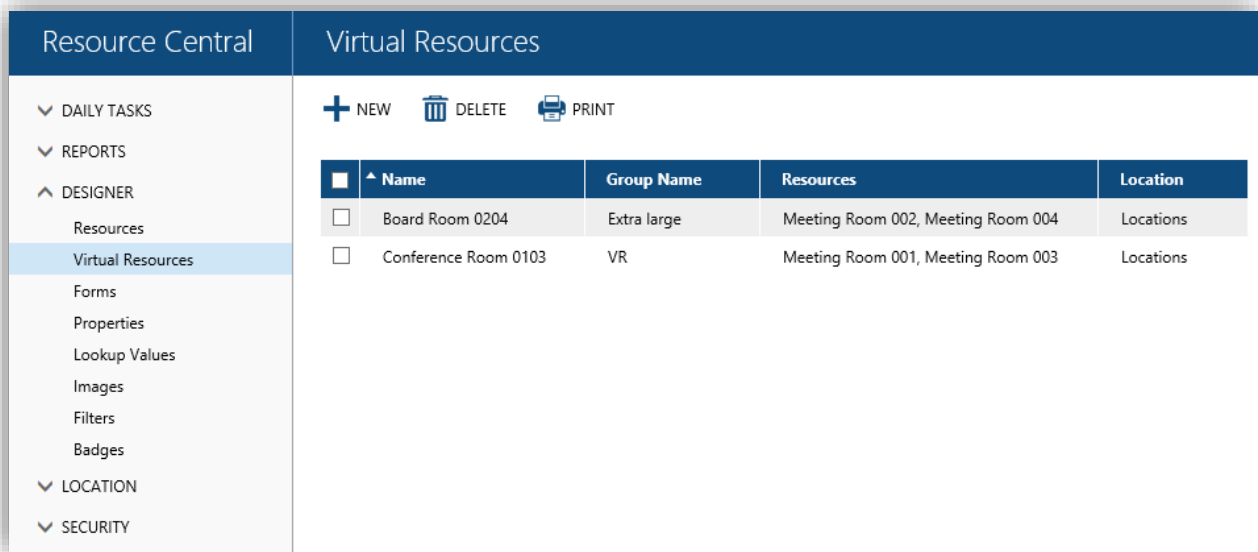 Resource Central
Virtual Resources
DAILY TASKS
REPORTS
DESIGNER
Resources
Virtual Resources
Forms
Properties
Lookup Values
Images
Filters
Badges
LOCATION
SECURITY
NEW DELETE PRINT
Name Group Name Resources Location
Board Room 0204 Extra large Meeting Room 002, Meeting Room 004 Locations
Conference Room 0103 VR Meeting Room 001, Meeting Room 003 Locations